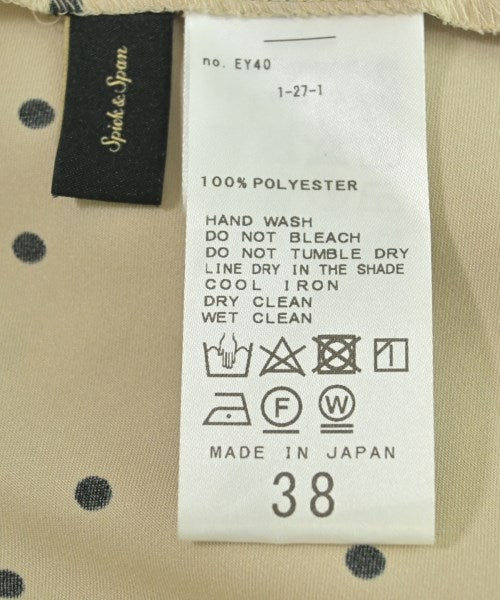 Spick & Span
no. EY40
1-27-1
100% POLYESTER
HAND WASH
DO NOT BLEACH
DO NOT TUMBLE DRY
LINE DRY IN THE SHADE
COOL IRON
DRY CLEAN
WET CLEAN
F W
MADE IN JAPAN
38